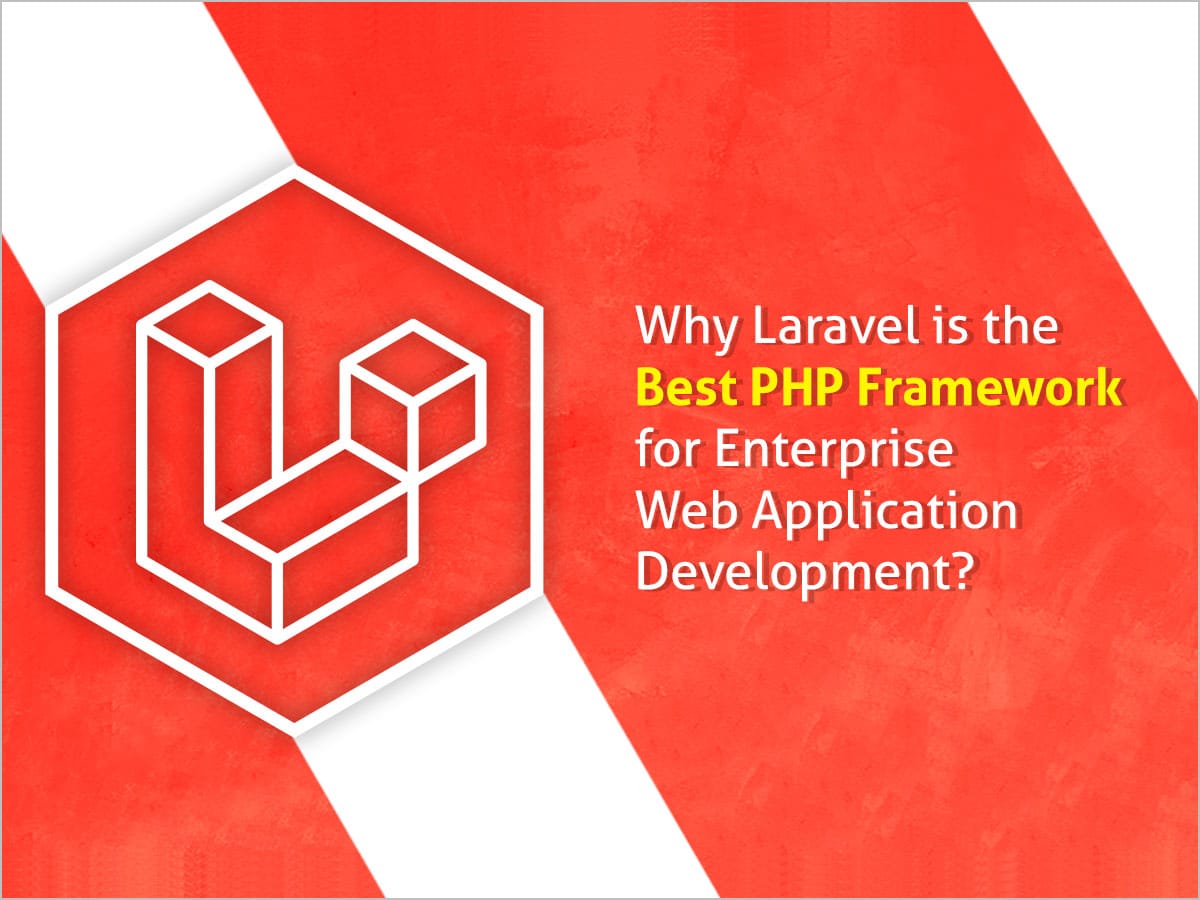 Why Laravel is the
Best PHP Framework
for Enterprise
Web Application
Development?